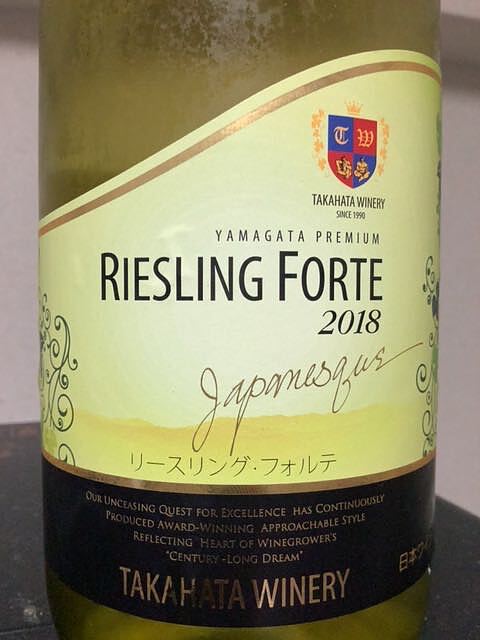 T W
TAKAHATA WINERY
SINCE 1990
YAMAGATA PREMIUM
RIESLING FORTE
2018
Japanesque
リースリング・フォルテ
OUR UNCEASING QUEST FOR EXCELLENCE HAS CONTINUOUSLY
PRODUCED AWARD-WINNING APPROACHABLE STYLE
REFLECTING HEART OF WINEGROWER'S
"CENTURY-LONG DREAM"
日本ワイ
TAKAHATA WINERY